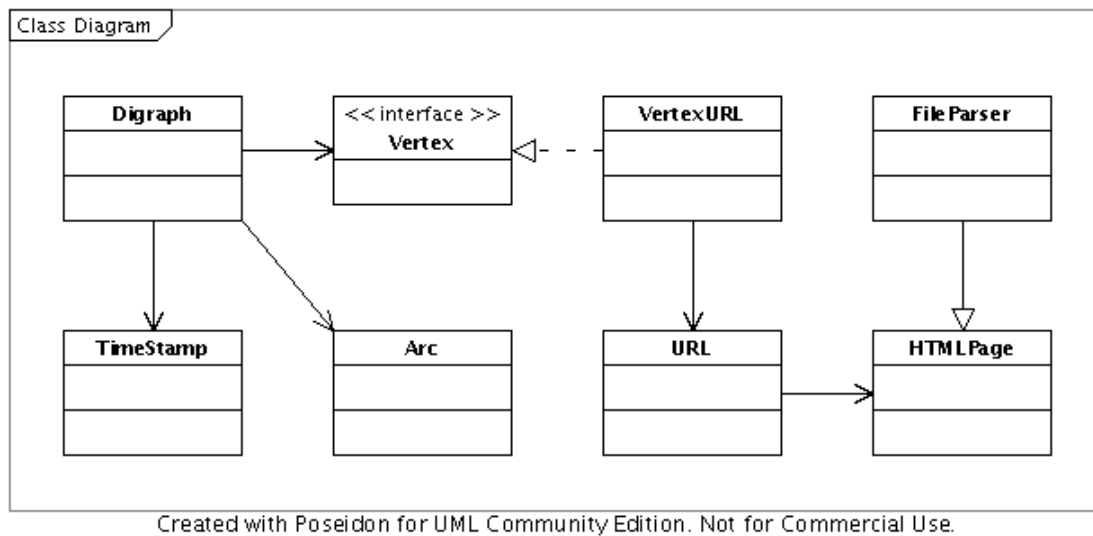 Class Diagram
Digraph
<< interface >>
Vertex
VertexURL
FileParser
TimeStamp
Arc
URL
HTMLPage
Created with Poseidon for UML Community Edition. Not for Commercial Use.